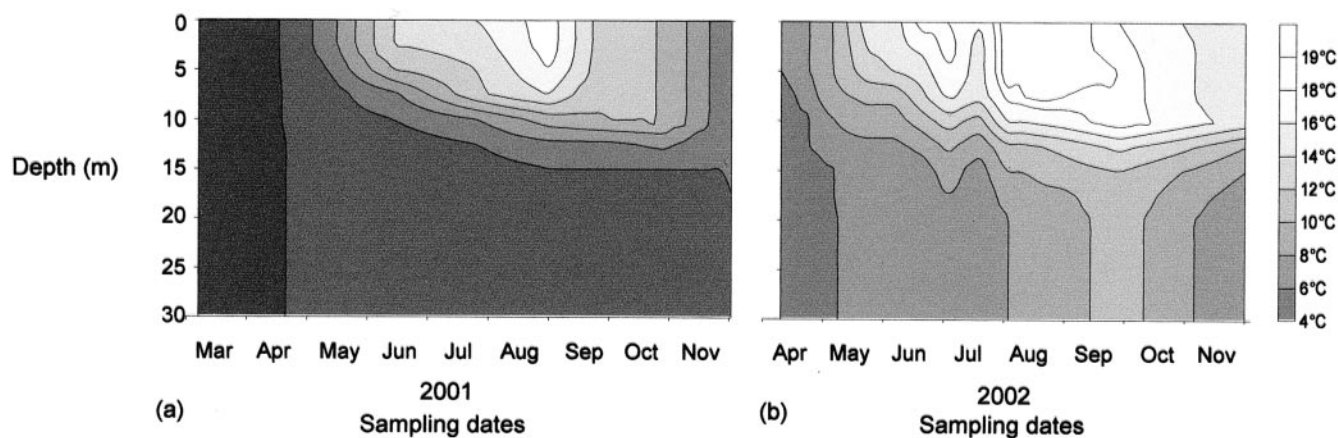 0
5
10
15
20
25
30
Depth (m)
Mar Apr May Jun Jul Aug Sep Oct Nov
2001
(a)
Sampling dates
Apr May Jun Jul Aug Sep Oct Nov
2002
(b)
Sampling dates
19°C
18°C
16°C
14°C
12°C
10°C
8°C
6°C
4°C